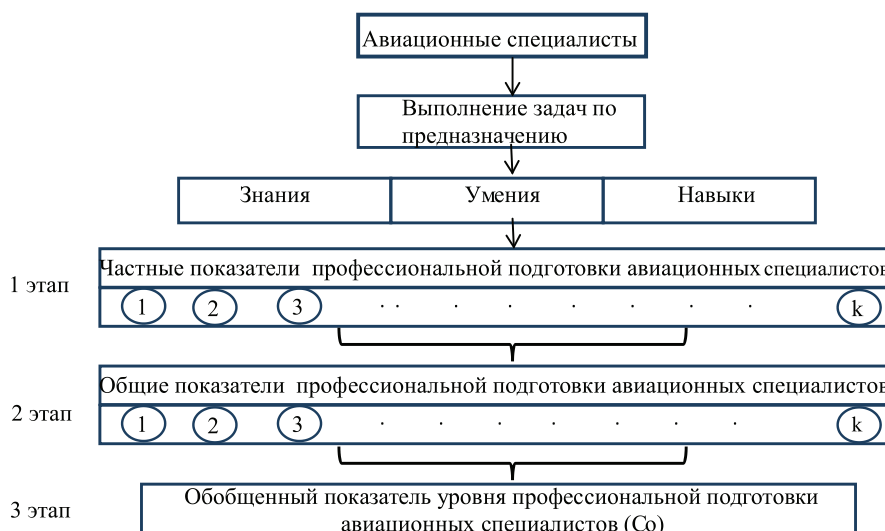 Авиационные специалисты
Выполнение задач по
предназначению
Знания Умения Навыки
1 этап
Частные показатели профессиональной подготовки авиационных специалистов
1 2 3 . . . . . . . . k
2 этап
Общие показатели профессиональной подготовки авиационных специалистов
1 2 3 . . . . . . . k
3 этап
Обобщенный показатель уровня профессиональной подготовки
авиационных специалистов (Со)